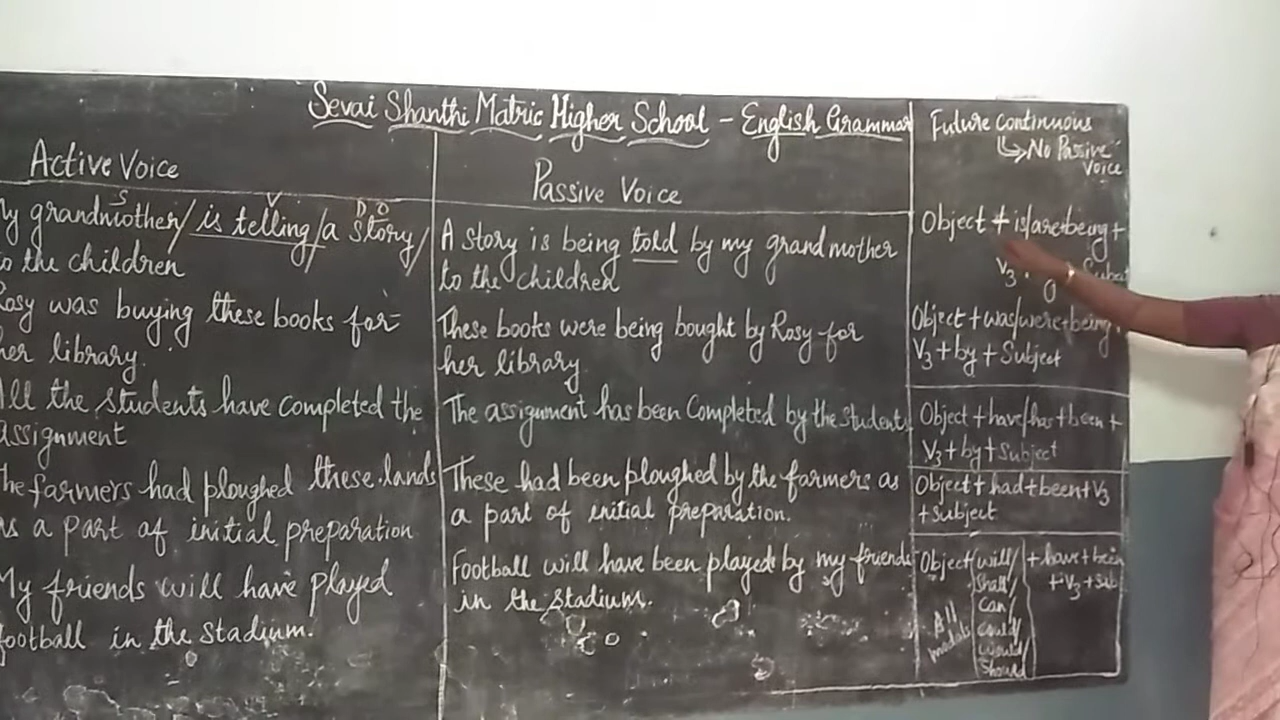 Sevai Shanthi Matric Higher School - English Grammar
Active Voice
S V D O
My grandmother/ is telling/a story/
to the children
Rosy was buying these books for
her library.
All the students have completed the
assignment
The farmers had ploughed these lands
as a part of initial preparation
My friends will have played
football in the stadium.
Passive Voice
A story is being told by my grandmother
to the children
These books were being bought by Rosy for
her library.
The assignment has been completed by the students
These had been ploughed by the farmers as
a part of initial preparation.
Football will have been played by my friends
in the stadium.
Future continuous
↳ No Passive
Voice
Object + is/are+being+
V3
Object + was/were+being
V3 + by + Subject
Object + have/has + been +
V3 + by + Subject
Object + had + been + V3
+ Subject
Object will/ + have + been
Shall/ + V3 + Sub
can/
All could/
modals would/
Should